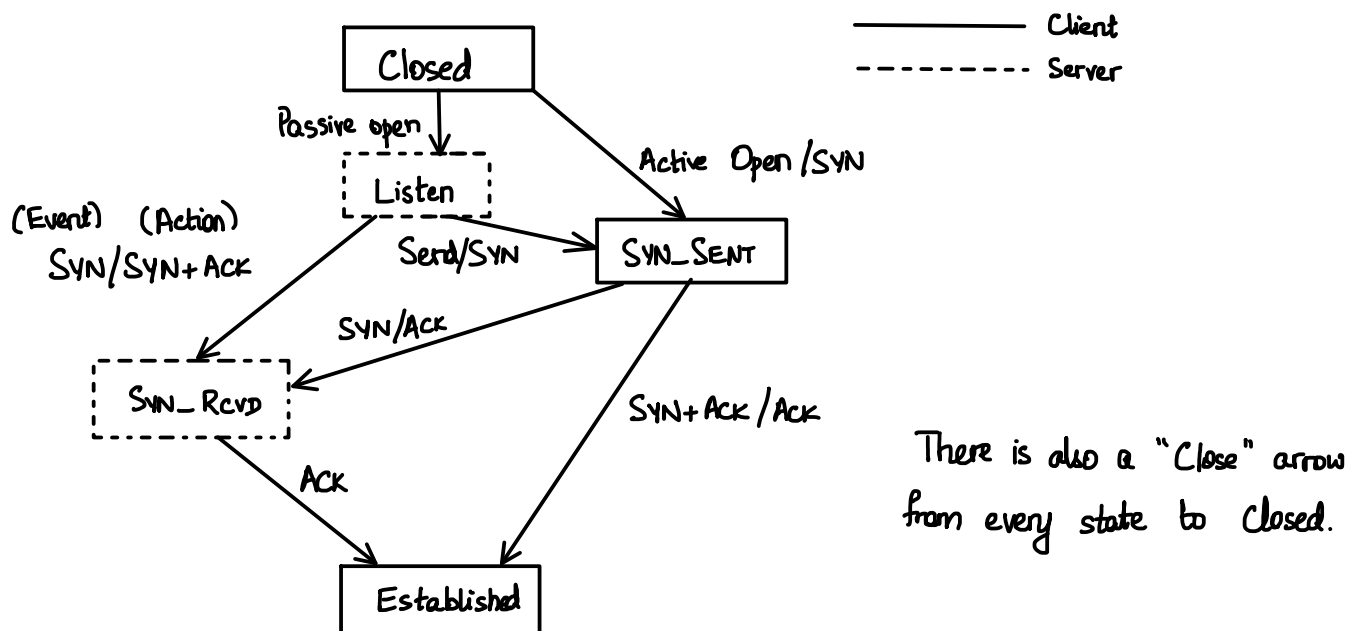 Client
Server
Closed
Passive open
Active Open/SYN
Listen
(Event) (Action)
SYN/SYN+ACK
Send/SYN
SYN_SENT
SYN/ACK
SYN_RCVD
SYN+ACK/ACK
ACK
There is also a "Close" arrow
from every state to Closed.
Established